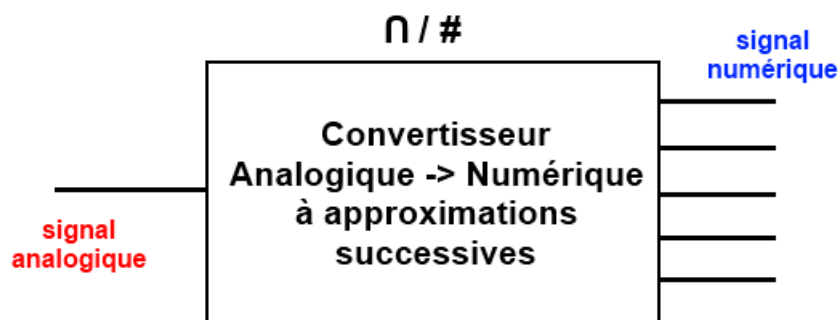 ∩ / #
signal
numérique
Convertisseur
Analogique -> Numérique
à approximations
successives
signal
analogique